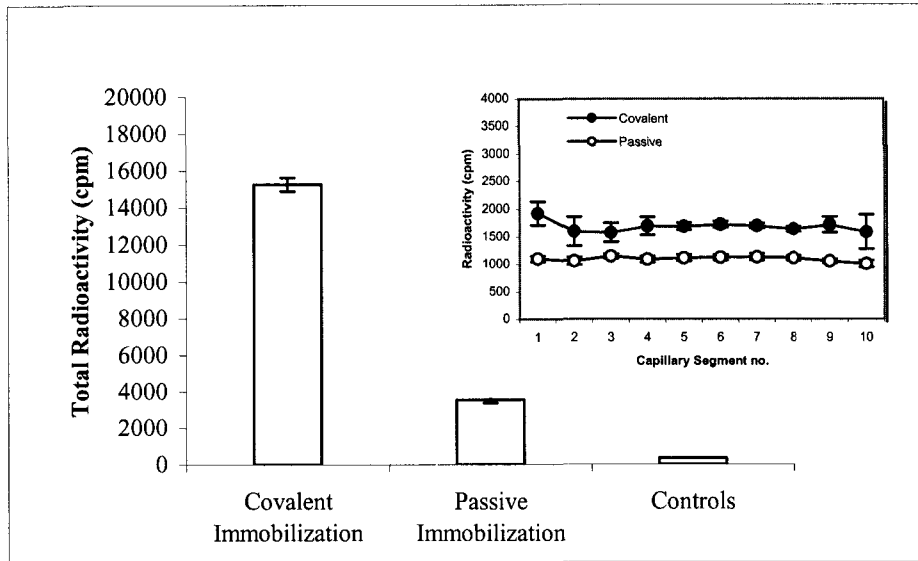 Total Radioactivity (cpm)
20000
18000
16000
14000
12000
10000
8000
6000
4000
2000
0
Covalent
Immobilization
Passive
Immobilization
Controls
Radioactivity (cpm)
4000
3500
3000
2500
2000
1500
1000
500
0
Covalent
Passive
1 2 3 4 5 6 7 8 9 10
Capillary Segment no.